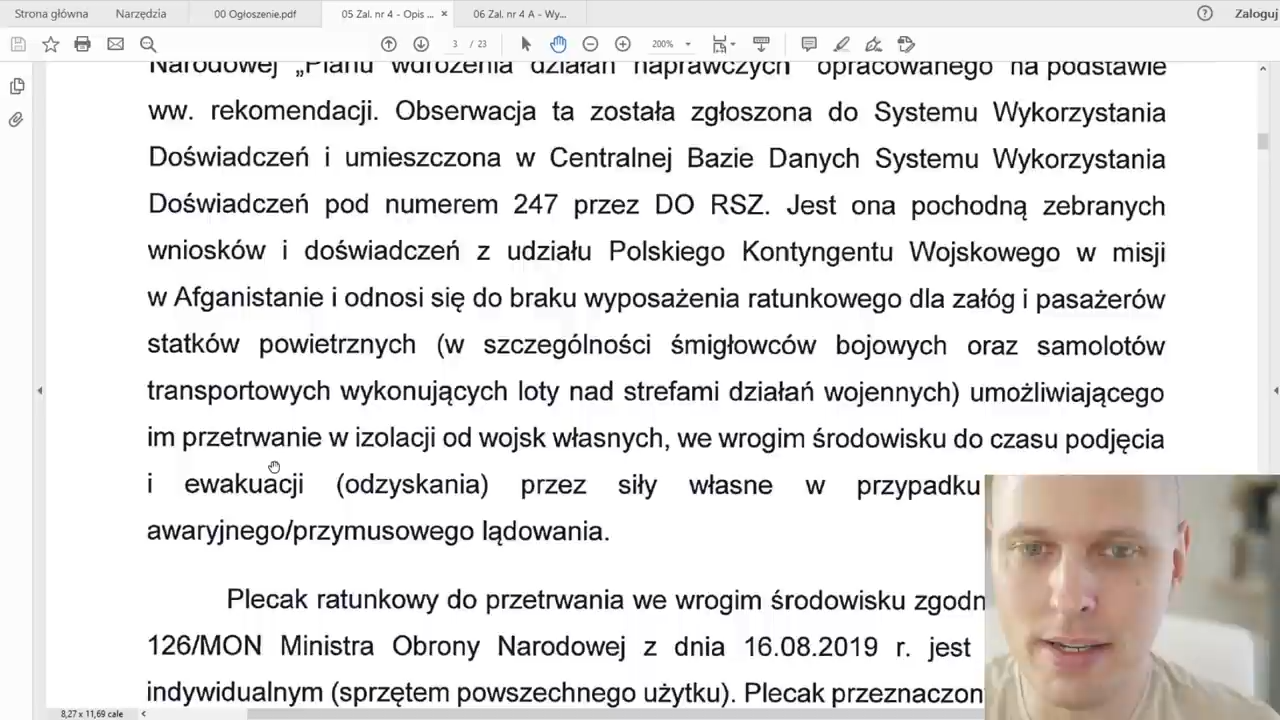 Strona główna Narzędzia 00 Ogłoszenie.pdf 05 Zal. nr 4 - Opis ... × 06 Zal. nr 4 A - Wy... Zaloguj
3 / 23 200%
Narodowej „Planu wdrożenia działań naprawczych" opracowanego na podstawie
ww. rekomendacji. Obserwacja ta została zgłoszona do Systemu Wykorzystania
Doświadczeń i umieszczona w Centralnej Bazie Danych Systemu Wykorzystania
Doświadczeń pod numerem 247 przez DO RSZ. Jest ona pochodną zebranych
wniosków i doświadczeń z udziału Polskiego Kontyngentu Wojskowego w misji
w Afganistanie i odnosi się do braku wyposażenia ratunkowego dla załóg i pasażerów
statków powietrznych (w szczególności śmigłowców bojowych oraz samolotów
transportowych wykonujących loty nad strefami działań wojennych) umożliwiającego
im przetrwanie w izolacji od wojsk własnych, we wrogim środowisku do czasu podjęcia
i ewakuacji (odzyskania) przez siły własne w przypadku
awaryjnego/przymusowego lądowania.
Plecak ratunkowy do przetrwania we wrogim środowisku zgodn
126/MON Ministra Obrony Narodowej z dnia 16.08.2019 r. jest
indywidualnym (sprzętem powszechnego użytku). Plecak przeznaczon
8,27 x 11,69 cale